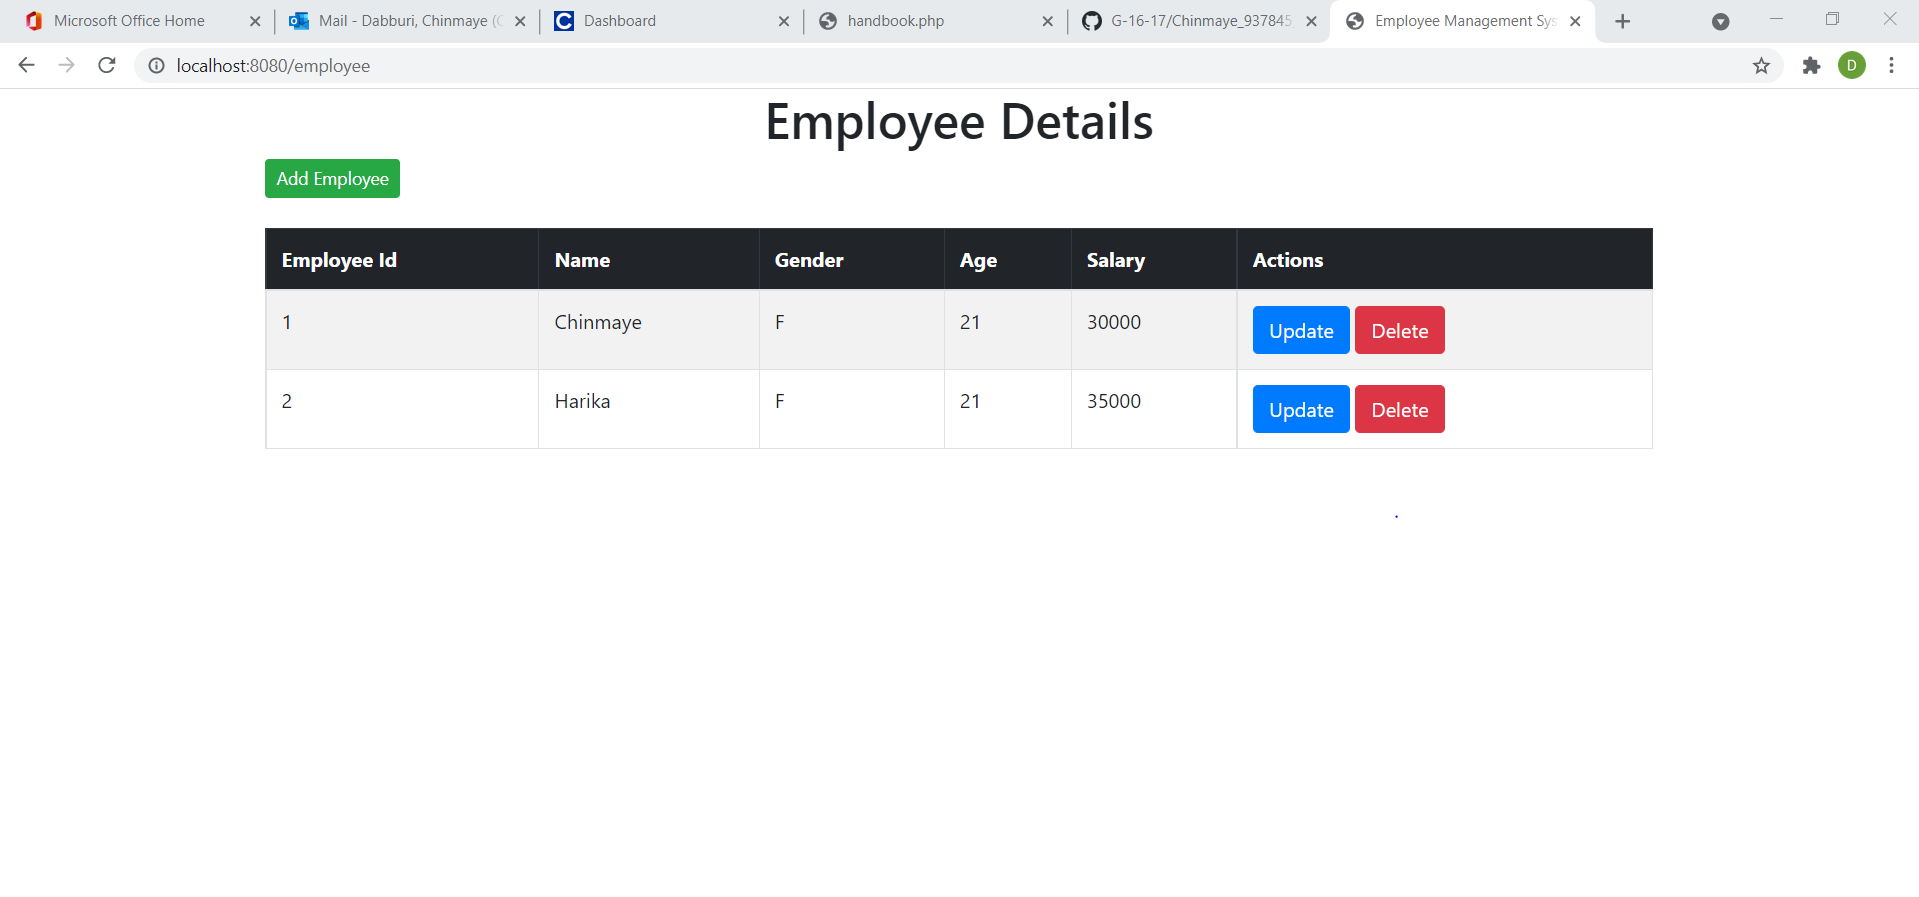 Microsoft Office Home
Mail - Dabburi, Chinmaye (C
Dashboard
handbook.php
G-16-17/Chinmaye_937845
Employee Management Sys
localhost:8080/employee
D
Employee Details
Add Employee
Employee Id Name Gender Age Salary Actions
1 Chinmaye F 21 30000 Update Delete
2 Harika F 21 35000 Update Delete